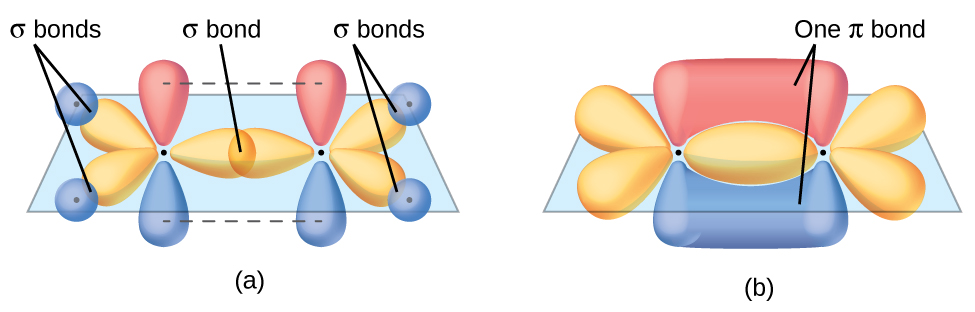 σ bonds
σ bond
σ bonds
(a)
One π bond
(b)